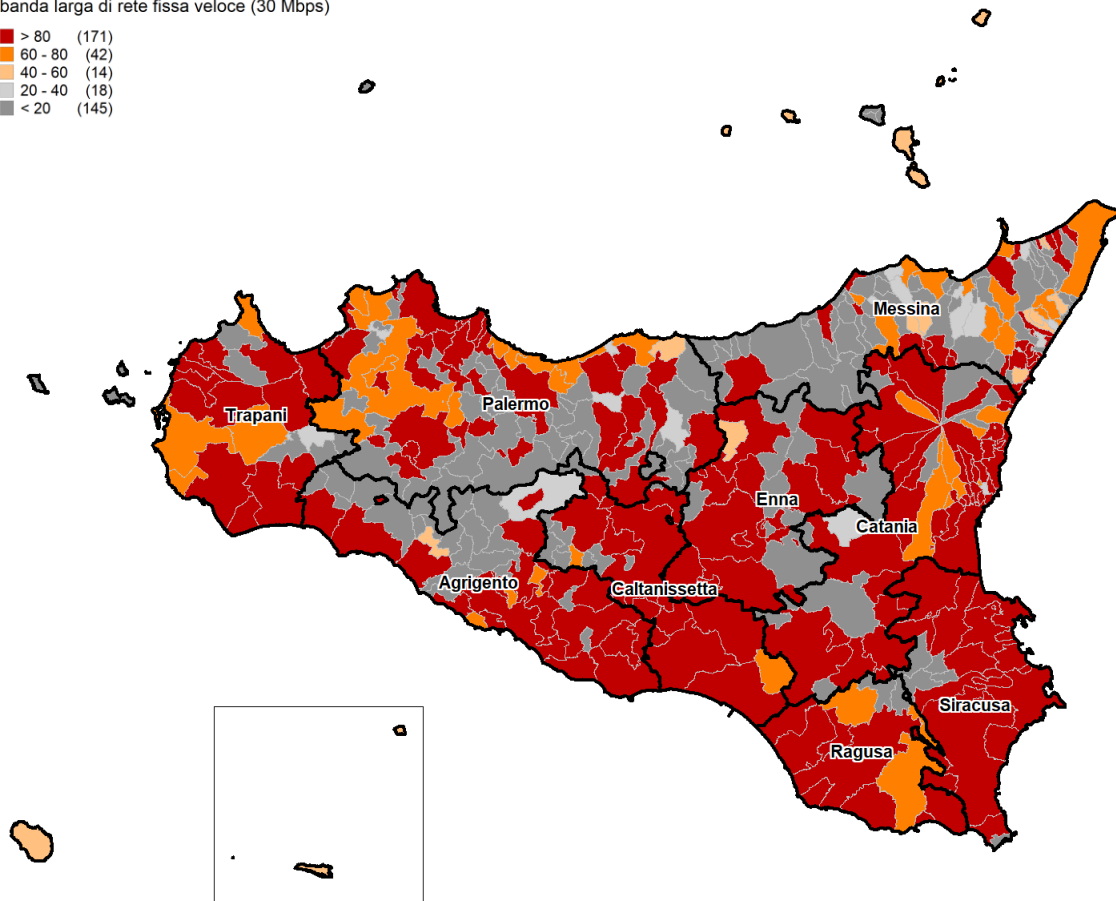 banda larga di rete fissa veloce (30 Mbps)
> 80 (171)
60 - 80 (42)
40 - 60 (14)
20 - 40 (18)
< 20 (145)
Messina
Palermo
Trapani
Enna
Catania
Agrigento
Caltanissetta
Siracusa
Ragusa